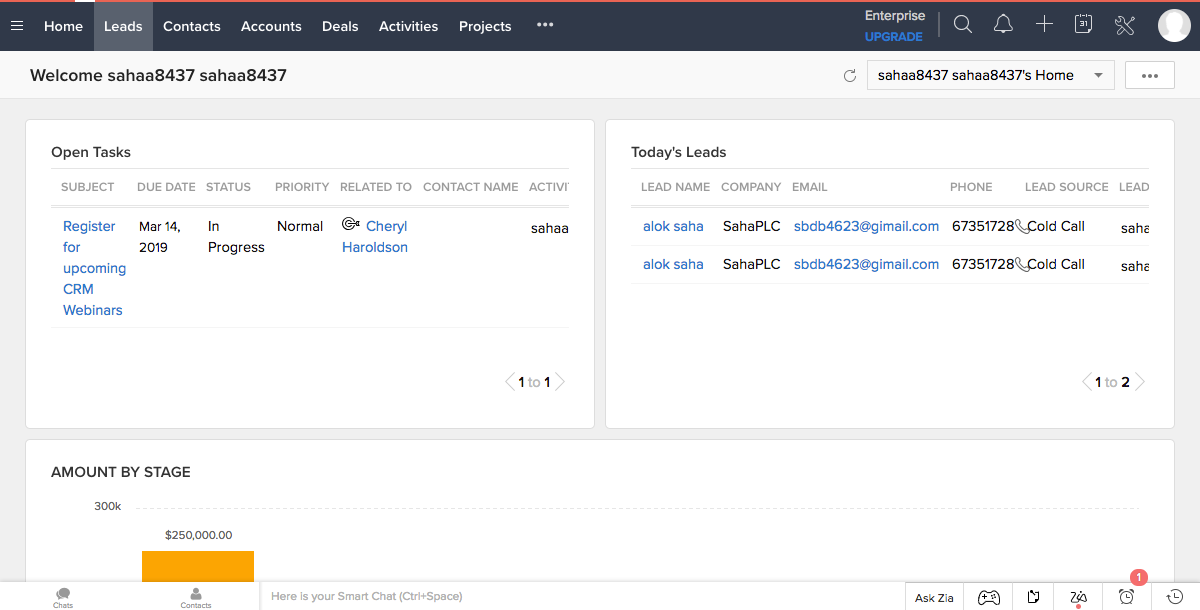 Home Leads Contacts Accounts Deals Activities Projects ••• Enterprise
UPGRADE
31
Welcome sahaa8437 sahaa8437
sahaa8437 sahaa8437's Home
Open Tasks
SUBJECT DUE DATE STATUS PRIORITY RELATED TO CONTACT NAME ACTIVI
Register Mar 14, In Normal Cheryl sahaa
for 2019 Progress Haroldson
upcoming
CRM
Webinars
1 to 1
Today's Leads
LEAD NAME COMPANY EMAIL PHONE LEAD SOURCE LEAD
alok saha SahaPLC sbdb4623@gimail.com 67351728 Cold Call saha
alok saha SahaPLC sbdb4623@gimail.com 67351728 Cold Call saha
1 to 2
AMOUNT BY STAGE
300k
$250,000.00
Chats Contacts Here is your Smart Chat (Ctrl+Space) Ask Zia 1